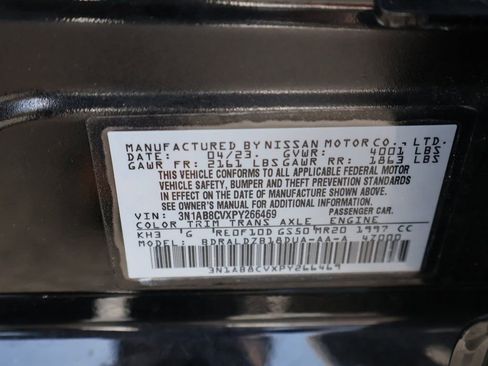 MANUFACTURED BY NISSAN MOTOR CO., LTD.
DATE: 04/23 GVWR: 4001 LBS
GAWR FR: 2161 LBS GAWR RR: 1863 LBS
THIS VEHICLE CONFORMS TO ALL APPLICABLE FEDERAL MOTOR
VEHICLE SAFETY, BUMPER AND THEFT PREVENTION STANDARDS
IN EFFECT ON THE DATE OF MANUFACTURE SHOWN ABOVE.
SEE OWNER'S MANUAL FOR ADDITIONAL INFORMATION.
VIN: 3N1AB8CVXPY266469 PASSENGER CAR.
COLOR TRIM TRANS AXLE ENGINE
KH3 G RE0F10D GS50 MR20 1997 CC
MODEL: BDRALDZB18DUA-AA-A 47000
3N1AB8CVXPY266469